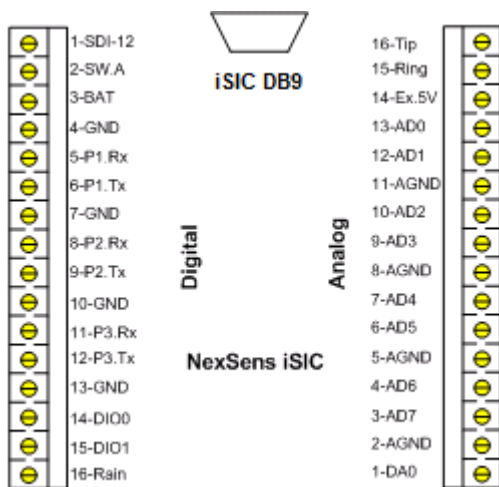 1-SDI-12
2-SW.A
3-BAT
4-GND
5-P1.Rx
6-P1.Tx
7-GND
8-P2.Rx
9-P2.Tx
10-GND
11-P3.Rx
12-P3.Tx
13-GND
14-DIO0
15-DIO1
16-Rain
iSIC DB9
Digital
Analog
NexSens iSIC
16-Tip
15-Ring
14-Ex.5V
13-AD0
12-AD1
11-AGND
10-AD2
9-AD3
8-AGND
7-AD4
6-AD5
5-AGND
4-AD6
3-AD7
2-AGND
1-DA0